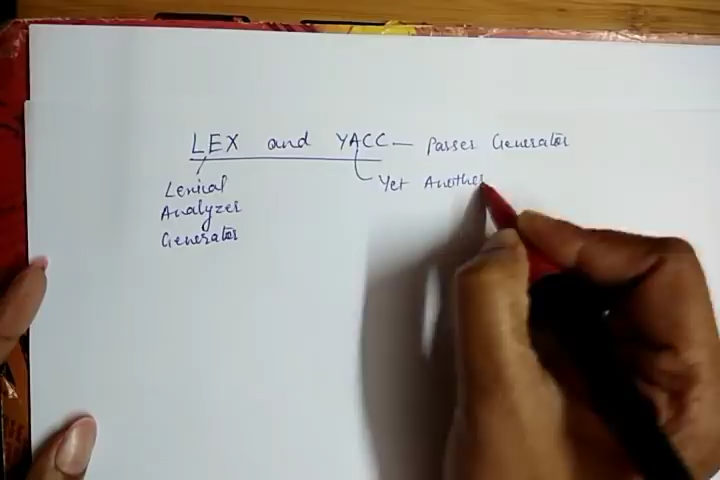 LEX and YACC — Parser Generator
Yet Another
Lexical
Analyzer
Generator